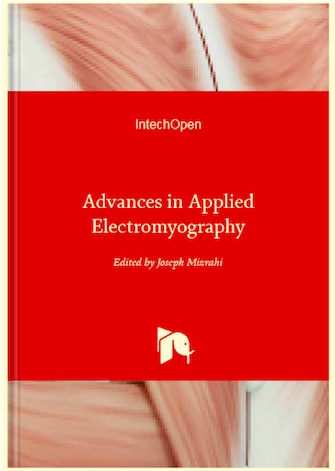 IntechOpen
Advances in Applied
Electromyography
Edited by Joseph Mizrahi